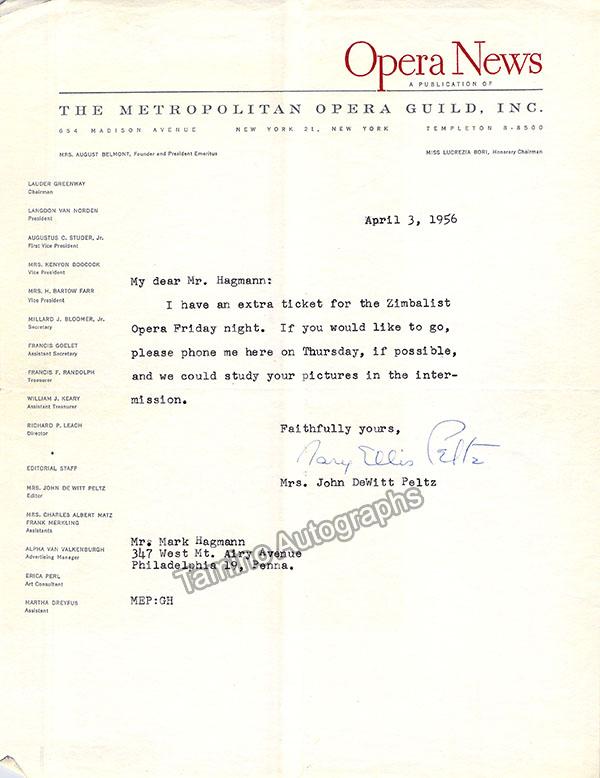 Opera News
A PUBLICATION OF
THE METROPOLITAN OPERA GUILD, INC.
654 MADISON AVENUE NEW YORK 21, NEW YORK TEMPLETON 8-8500
MRS. AUGUST BELMONT, Founder and President Emeritus MISS LUCREZIA BORI, Honorary Chairman
LAUDER GREENWAY
Chairman
LANGDON VAN NORDEN
President
AUGUSTUS C. STUDER, Jr.
First Vice President
MRS. KENYON BOOCOCK
Vice President
MRS. H. BARTOW FARR
Vice President
MILLARD J. BLOOMER, Jr.
Secretary
FRANCIS GOELET
Assistant Secretary
FRANCIS F. RANDOLPH
Treasurer
WILLIAM J. KEARY
Assistant Treasurer
RICHARD P. LEACH
Director
EDITORIAL STAFF
MRS. JOHN DE WITT PELTZ
Editor
MRS. CHARLES ALBERT MATZ
FRANK MERKLING
Assistants
ALPHA VAN VALKENBURGH
Advertising Manager
ERICA PERL
Art Consultant
MARTHA DREYFUS
Assistant
April 3, 1956
My dear Mr. Hagmann:
I have an extra ticket for the Zimbalist
Opera Friday night. If you would like to go,
please phone me here on Thursday, if possible,
and we could study your pictures in the inter-
mission.
Faithfully yours,
Mary Ellis Peltz
Mrs. John DeWitt Peltz
Mr. Mark Hagmann
347 West Mt. Airy Avenue
Philadelphia 19, Penna.
MEP:GH
Tamino Autographs